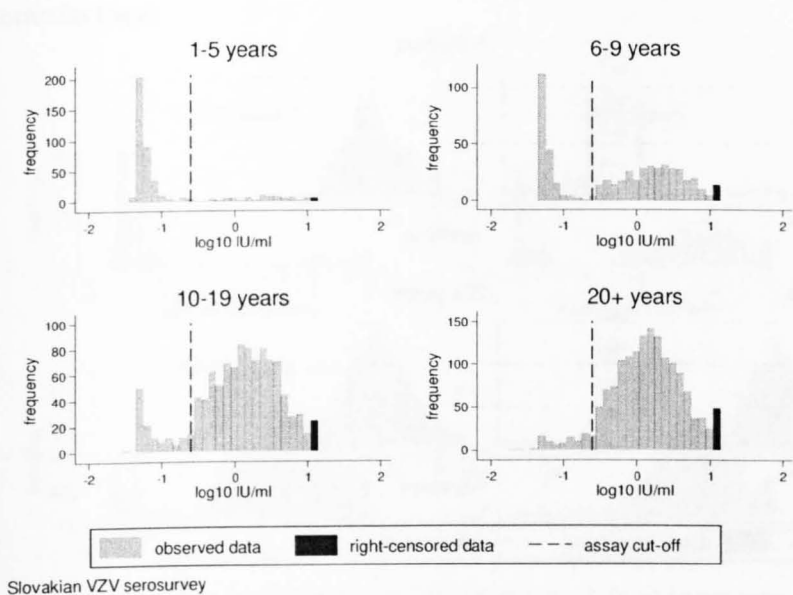 1-5 years
frequency
200
150
100
50
0
-2 -1 0 1 2
log10 IU/ml
6-9 years
frequency
100
50
0
-2 -1 0 1 2
log10 IU/ml
10-19 years
frequency
100
80
60
40
20
0
-2 -1 0 1 2
log10 IU/ml
20+ years
frequency
150
100
50
0
-2 -1 0 1 2
log10 IU/ml
observed data right-censored data assay cut-off
Slovakian VZV serosurvey